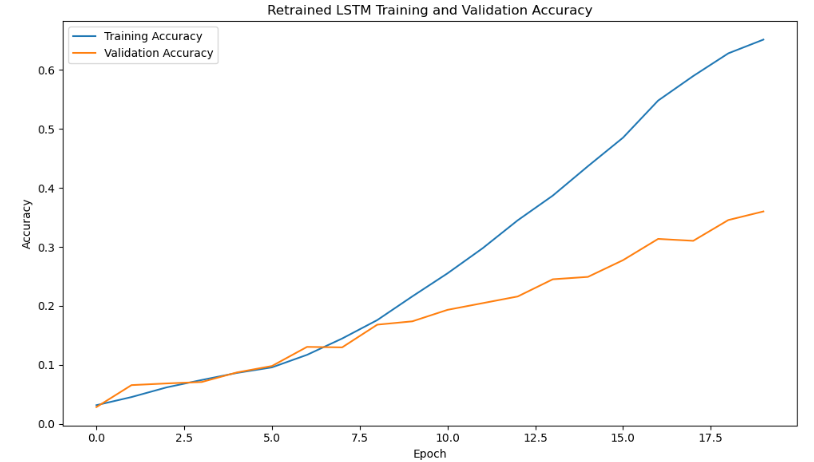 Retrained LSTM Training and Validation Accuracy
Training Accuracy
Validation Accuracy
0.6
0.5
0.4
0.3
0.2
0.1
0.0
Accuracy
0.0 2.5 5.0 7.5 10.0 12.5 15.0 17.5
Epoch